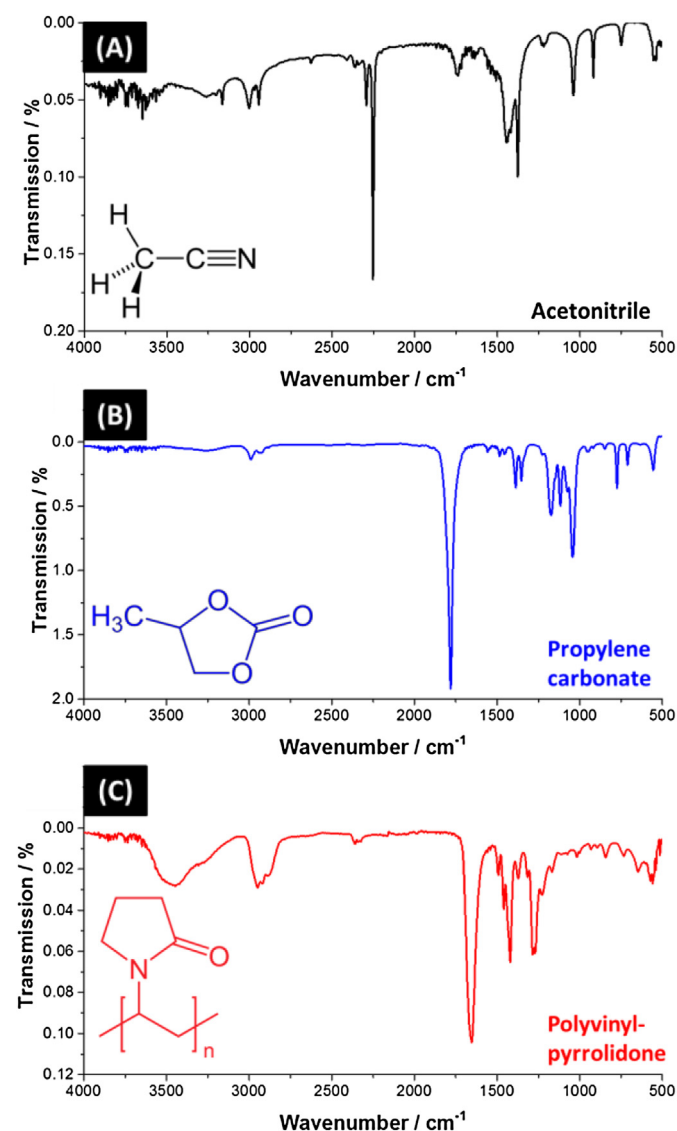 (A)
0.00
0.05
0.10
0.15
0.20
Transmission / %
H
H
H
C
C
N
Acetonitrile
4000 3500 3000 2500 2000 1500 1000 500
Wavenumber / cm⁻¹
(B)
0.0
0.5
1.0
1.5
2.0
Transmission / %
H₃C
O
O
O
Propylene
carbonate
4000 3500 3000 2500 2000 1500 1000 500
Wavenumber / cm⁻¹
(C)
0.00
0.02
0.04
0.06
0.08
0.10
0.12
Transmission / %
O
N
n
Polyvinyl-
pyrrolidone
4000 3500 3000 2500 2000 1500 1000 500
Wavenumber / cm⁻¹